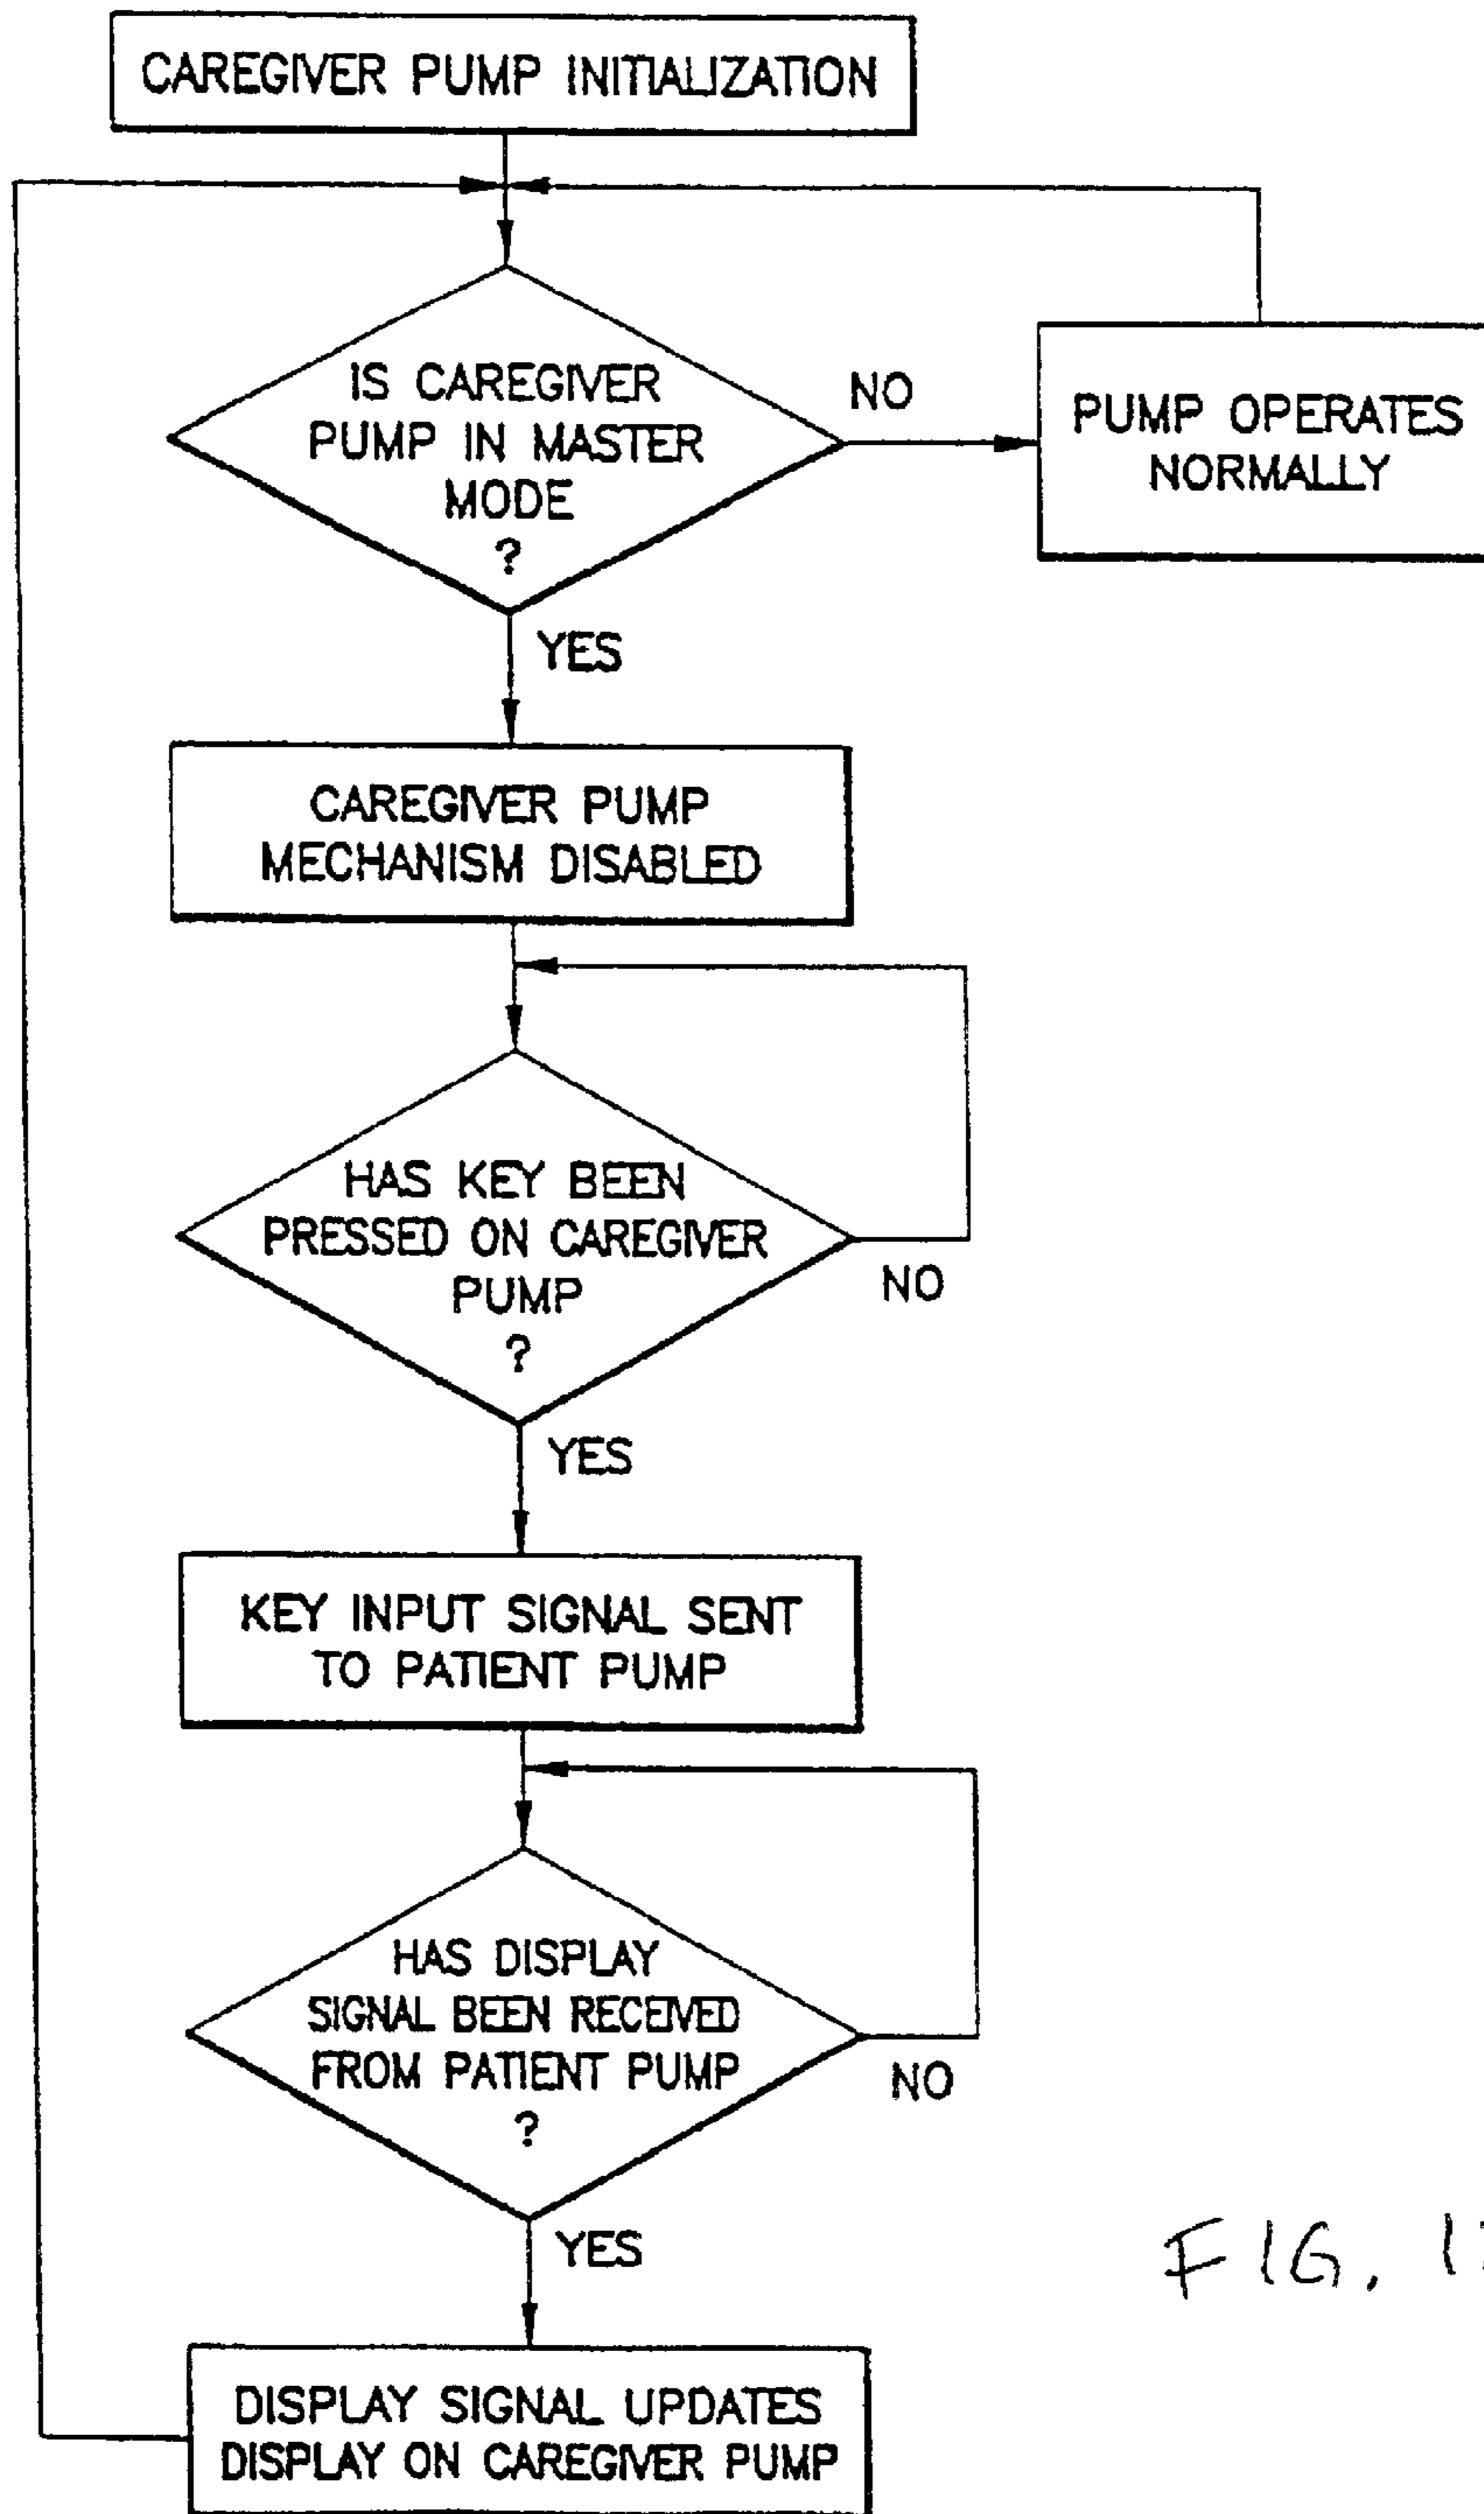 CAREGIVER PUMP INITIALIZATION
IS CAREGIVER
PUMP IN MASTER
MODE
?
NO
PUMP OPERATES
NORMALLY
YES
CAREGIVER PUMP
MECHANISM DISABLED
HAS KEY BEEN
PRESSED ON CAREGIVER
PUMP
?
NO
YES
KEY INPUT SIGNAL SENT
TO PATIENT PUMP
HAS DISPLAY
SIGNAL BEEN RECEIVED
FROM PATIENT PUMP
?
NO
YES
DISPLAY SIGNAL UPDATES
DISPLAY ON CAREGIVER PUMP
FIG.